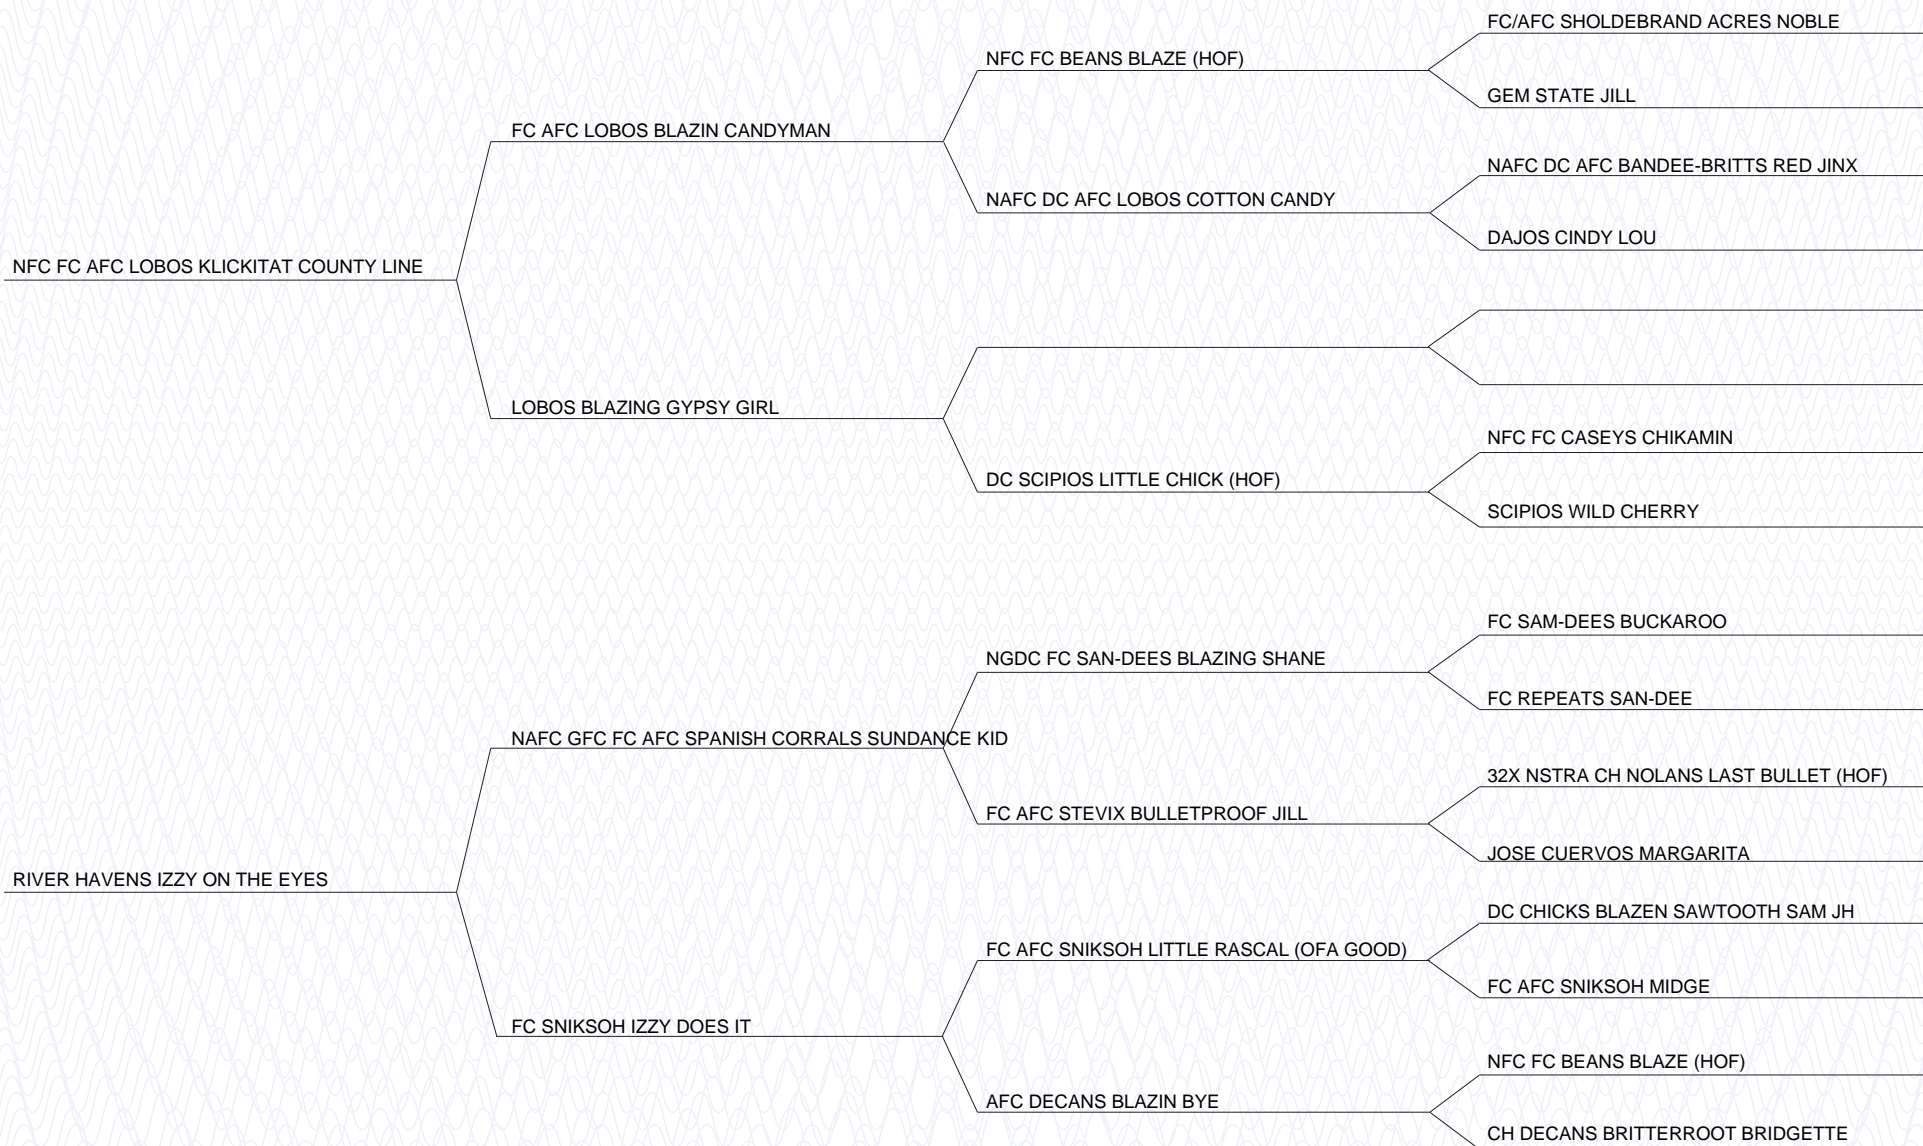 FC/AFC SHOLDEBRAND ACRES NOBLE
NFC FC BEANS BLAZE (HOF)
GEM STATE JILL
FC AFC LOBOS BLAZIN CANDYMAN
NAFC DC AFC BANDEE-BRITTS RED JINX
NAFC DC AFC LOBOS COTTON CANDY
DAJOS CINDY LOU
NFC FC AFC LOBOS KLICKITAT COUNTY LINE
LOBOS BLAZING GYPSY GIRL
NFC FC CASEYS CHIKAMIN
DC SCIPIOS LITTLE CHICK (HOF)
SCIPIOS WILD CHERRY
FC SAM-DEES BUCKAROO
NGDC FC SAN-DEES BLAZING SHANE
FC REPEATS SAN-DEE
NAFC GFC FC AFC SPANISH CORRALS SUNDANCE KID
32X NSTRA CH NOLANS LAST BULLET (HOF)
FC AFC STEVIX BULLETPROOF JILL
JOSE CUERVOS MARGARITA
RIVER HAVENS IZZY ON THE EYES
DC CHICKS BLAZEN SAWTOOTH SAM JH
FC AFC SNIKSOH LITTLE RASCAL (OFA GOOD)
FC AFC SNIKSOH MIDGE
FC SNIKSOH IZZY DOES IT
NFC FC BEANS BLAZE (HOF)
AFC DECANS BLAZIN BYE
CH DECANS BRITTERROOT BRIDGETTE